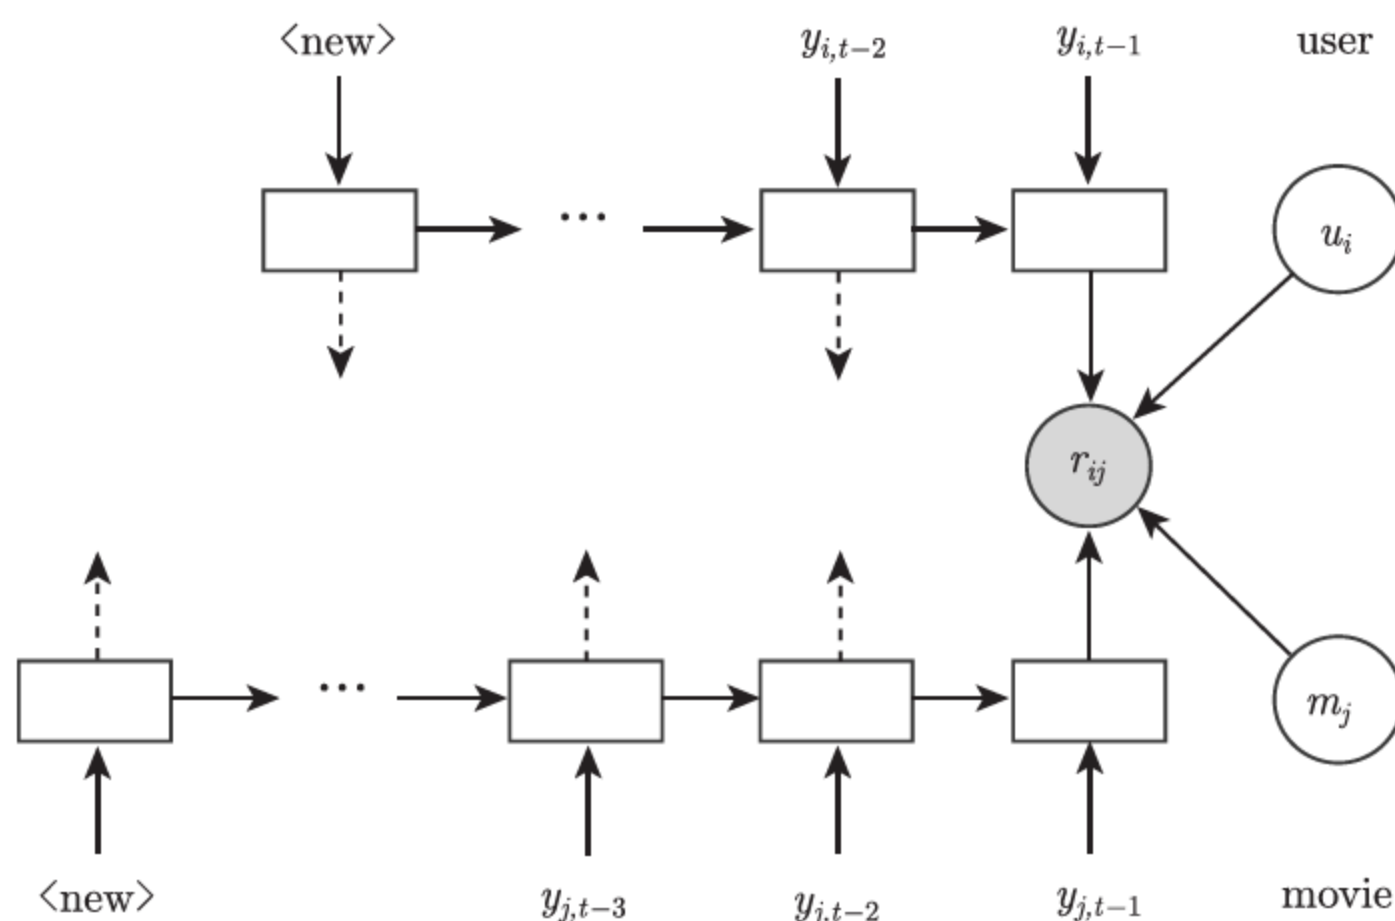 <new> y_{i,t-2} y_{i,t-1} user
... u_i
r_{ij}
... m_j
<new> y_{j,t-3} y_{j,t-2} y_{j,t-1} movie